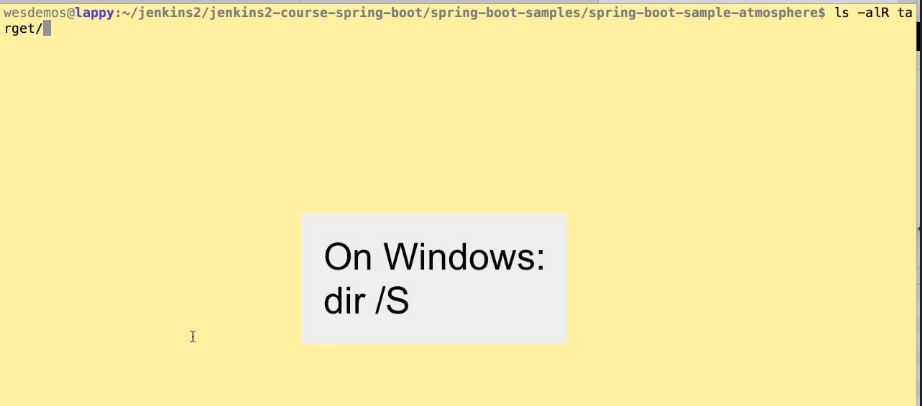 wesdemos@lappy:~/jenkins2/jenkins2-course-spring-boot/spring-boot-samples/spring-boot-sample-atmosphere$ ls -alR ta
rget/
On Windows:
dir /S